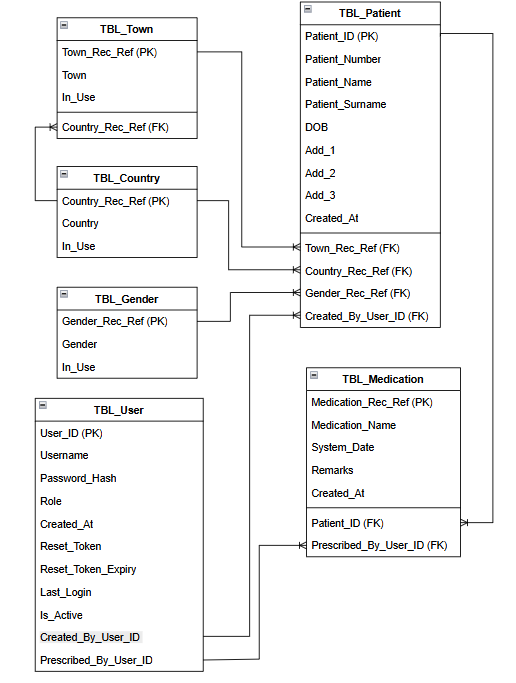 TBL_Town
Town_Rec_Ref (PK)
Town
In_Use
Country_Rec_Ref (FK)
TBL_Country
Country_Rec_Ref (PK)
Country
In_Use
TBL_Gender
Gender_Rec_Ref (PK)
Gender
In_Use
TBL_User
User_ID (PK)
Username
Password_Hash
Role
Created_At
Reset_Token
Reset_Token_Expiry
Last_Login
Is_Active
Created_By_User_ID
Prescribed_By_User_ID
TBL_Patient
Patient_ID (PK)
Patient_Number
Patient_Name
Patient_Surname
DOB
Add_1
Add_2
Add_3
Created_At
Town_Rec_Ref (FK)
Country_Rec_Ref (FK)
Gender_Rec_Ref (FK)
Created_By_User_ID (FK)
TBL_Medication
Medication_Rec_Ref (PK)
Medication_Name
System_Date
Remarks
Created_At
Patient_ID (FK)
Prescribed_By_User_ID (FK)